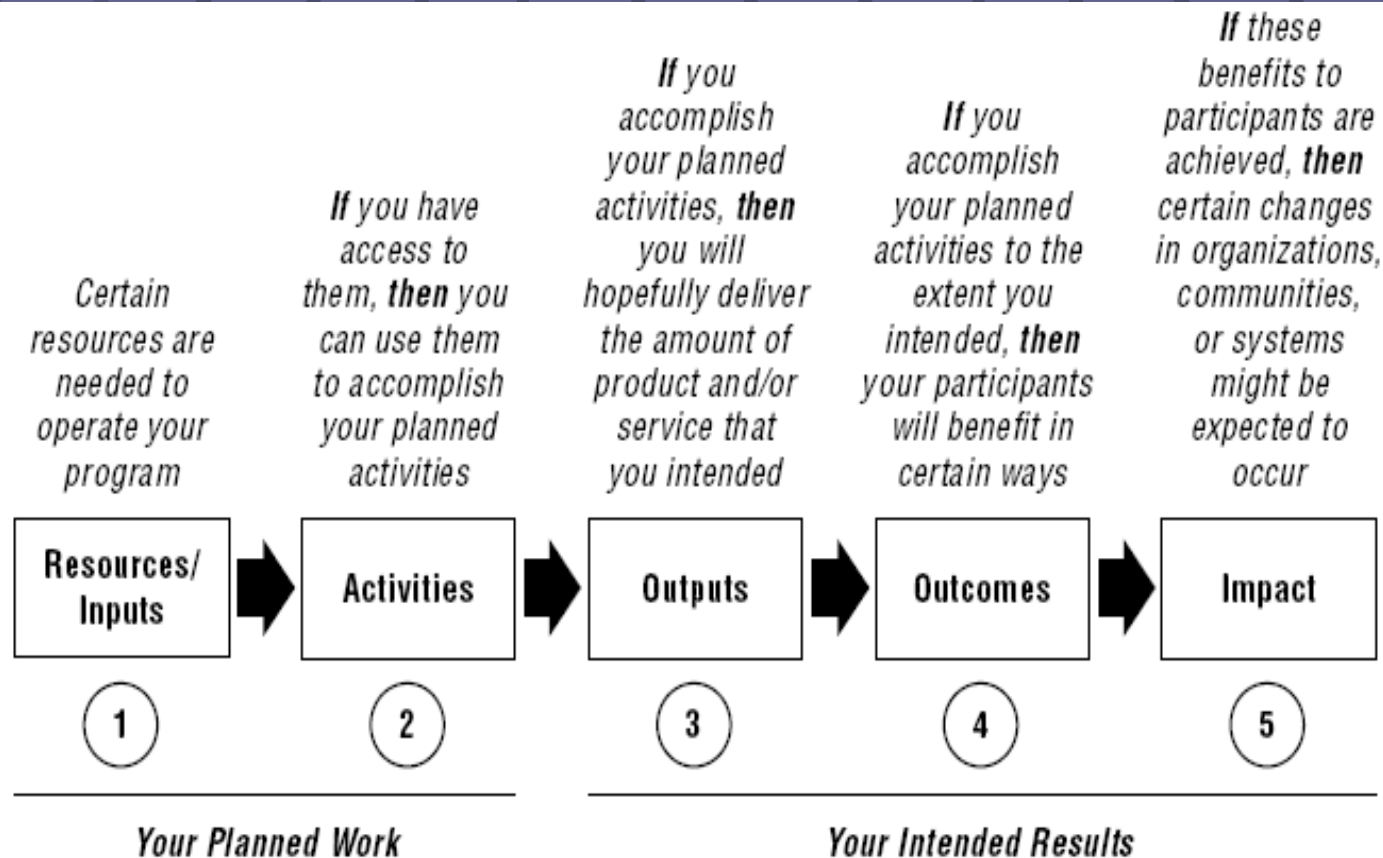 Certain
resources are
needed to
operate your
program
If you have
access to
them, then you
can use them
to accomplish
your planned
activities
If you
accomplish
your planned
activities, then
you will
hopefully deliver
the amount of
product and/or
service that
you intended
If you
accomplish
your planned
activities to the
extent you
intended, then
your participants
will benefit in
certain ways
If these
benefits to
participants are
achieved, then
certain changes
in organizations,
communities,
or systems
might be
expected to
occur
Resources/
Inputs
Activities
Outputs
Outcomes
Impact
1
2
3
4
5
Your Planned Work
Your Intended Results